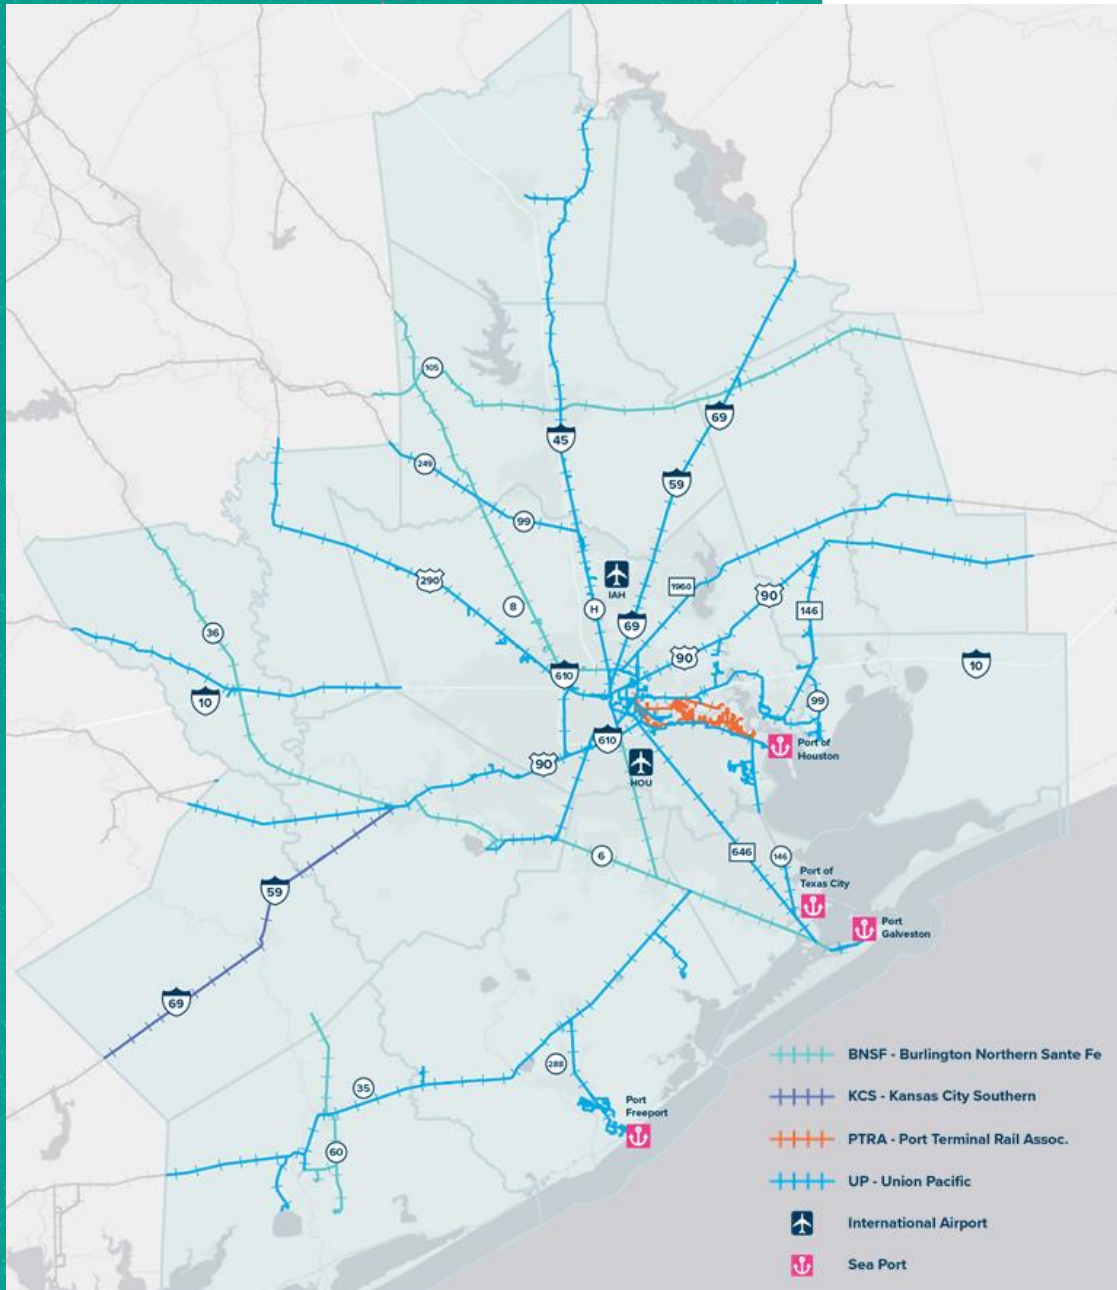 105
45
69
249
59
99
290
IAH
1960
8
H
90
146
36
69
90
610
10
10
99
610
Port of
Houston
90
HOU
6
646
146
59
Port of
Texas City
Port
Galveston
69
BNSF - Burlington Northern Sante Fe
288
35
KCS - Kansas City Southern
Port
Freeport
PTRA - Port Terminal Rail Assoc.
60
UP - Union Pacific
International Airport
Sea Port